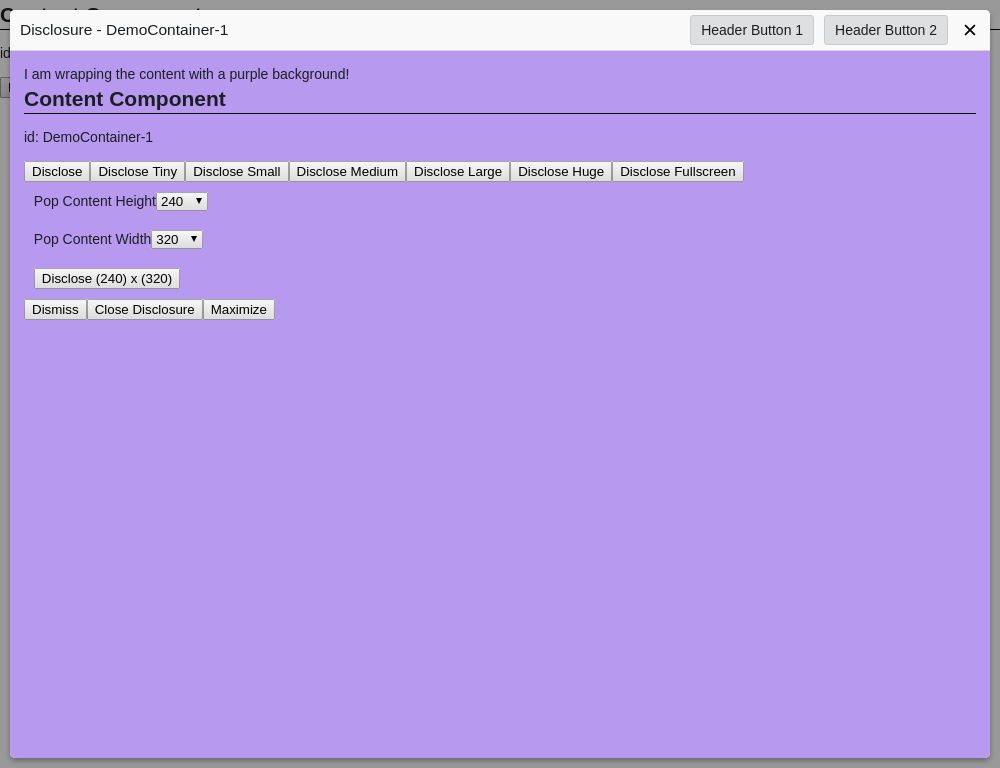 Disclosure - DemoContainer-1 Header Button 1 Header Button 2 ✕
I am wrapping the content with a purple background!
Content Component
id: DemoContainer-1
Disclose Disclose Tiny Disclose Small Disclose Medium Disclose Large Disclose Huge Disclose Fullscreen
Pop Content Height 240
Pop Content Width 320
Disclose (240) x (320)
Dismiss Close Disclosure Maximize